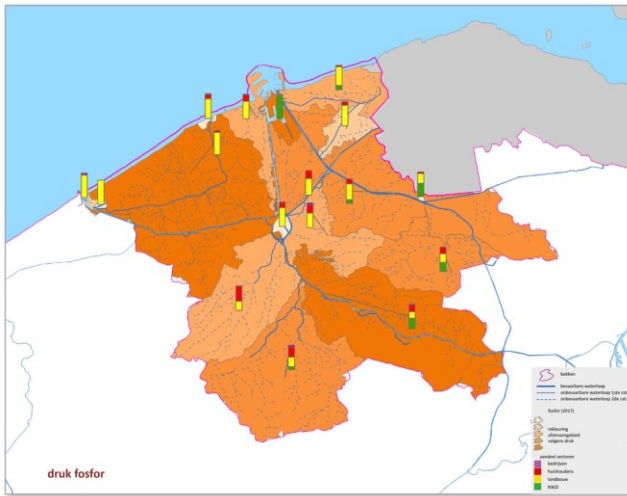 bekken
bevaarbare waterloop
onbevaarbare waterloop 1ste cat
onbevaarbare waterloop 2de cat
fosfor (2017)
inkleuring
afstroomgebied
volgens druk
aandeel sectoren
bedrijven
huishoudens
landbouw
RWZI
druk fosfor